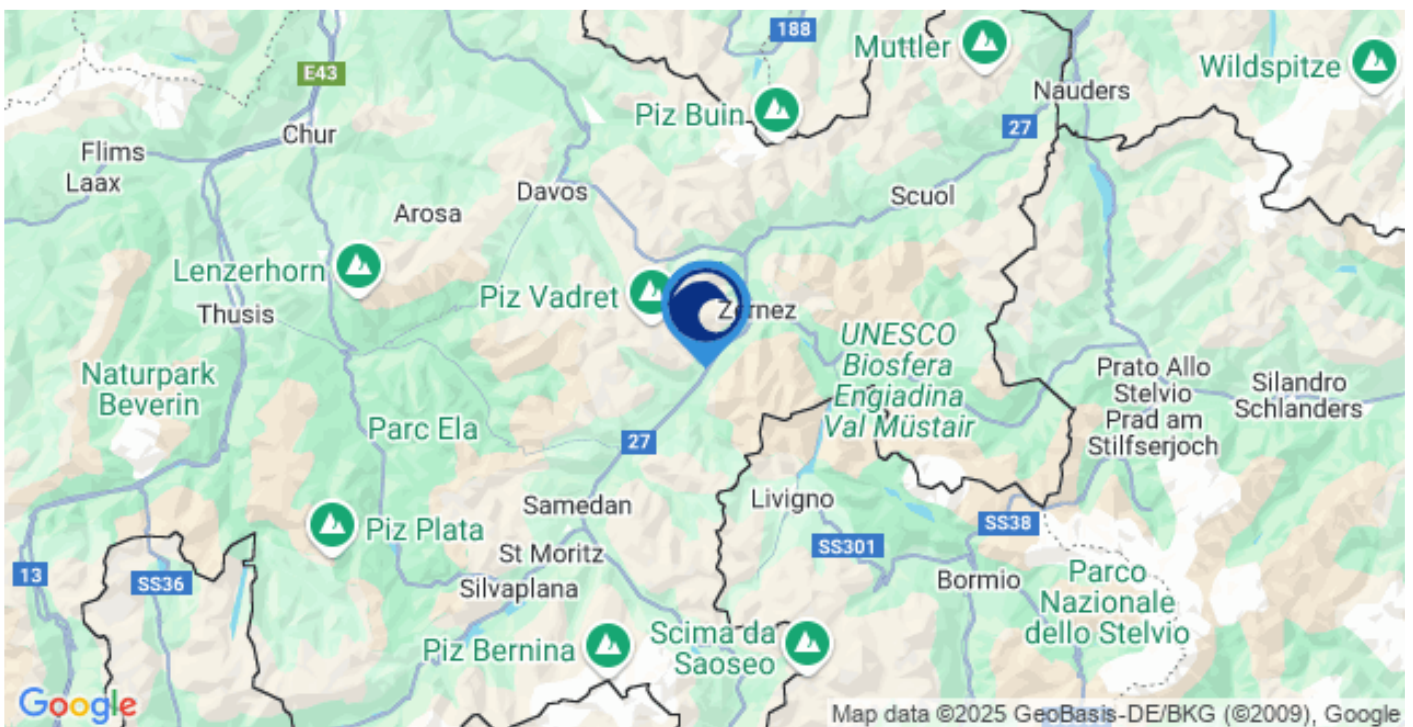 188
Muttler
Wildspitze
E43
Nauders
Piz Buin
27
Chur
Flims
Laax
Davos
Scuol
Arosa
Lenzerhorn
Piz Vadret
Zernez
Thusis
UNESCO
Biosfera
Engiadina
Val Müstair
Naturpark
Beverin
Prato Allo
Stelvio
Prad am
Stilfserjoch
Silandro
Schlanders
Parc Ela
27
Samedan
Livigno
SS38
Piz Plata
St Moritz
SS301
13
SS36
Silvaplana
Bormio
Parco
Nazionale
dello Stelvio
Piz Bernina
Scima da
Saoseo
Google
Map data ©2025 GeoBasis-DE/BKG (©2009), Google